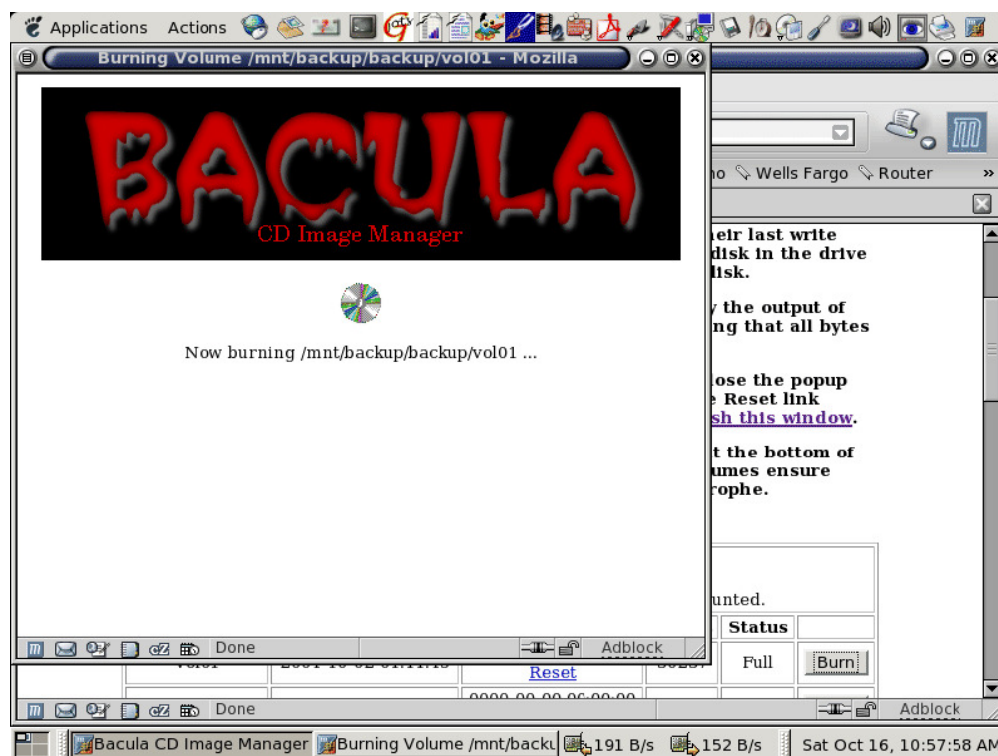 Applications Actions
Burning Volume /mnt/backup/backup/vol01 - Mozilla
BACULA
CD Image Manager
Now burning /mnt/backup/backup/vol01 ...
Done
Adblock
Wells Fargo Router »
eir last write
disk in the drive
disk.
the output of
ng that all bytes
ose the popup
Reset link
sh this window.
t the bottom of
umes ensure
rophe.
unted.
Status
Reset
Full
Burn
Done
Adblock
Bacula CD Image Manager
Burning Volume /mnt/backu
191 B/s
152 B/s
Sat Oct 16, 10:57:58 AM